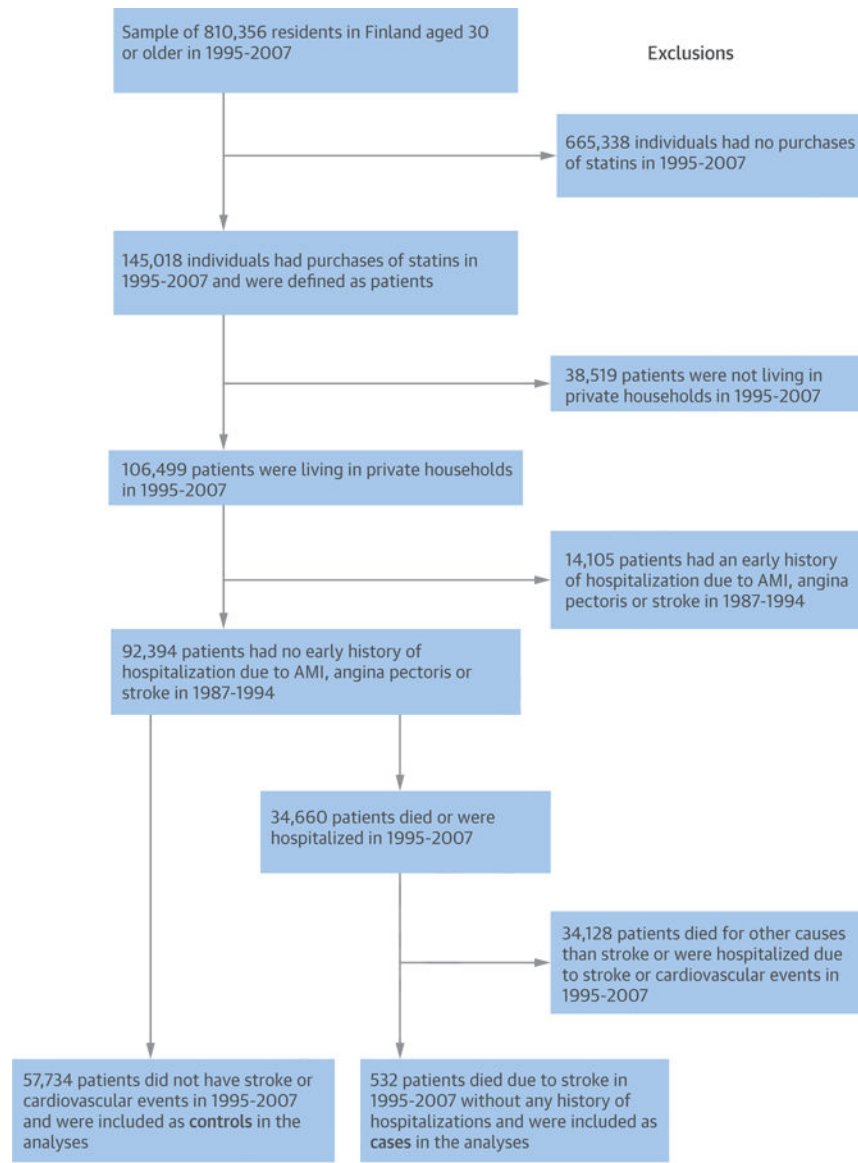 Sample of 810,356 residents in Finland aged 30
or older in 1995-2007
Exclusions
665,338 individuals had no purchases
of statins in 1995-2007
145,018 individuals had purchases of statins in
1995-2007 and were defined as patients
38,519 patients were not living in
private households in 1995-2007
106,499 patients were living in private households
in 1995-2007
14,105 patients had an early history
of hospitalization due to AMI, angina
pectoris or stroke in 1987-1994
92,394 patients had no early history of
hospitalization due to AMI, angina pectoris or
stroke in 1987-1994
34,660 patients died or were
hospitalized in 1995-2007
34,128 patients died for other causes
than stroke or were hospitalized due
to stroke or cardiovascular events in
1995-2007
57,734 patients did not have stroke or
cardiovascular events in 1995-2007
and were included as controls in the
analyses
532 patients died due to stroke in
1995-2007 without any history of
hospitalizations and were included as
cases in the analyses